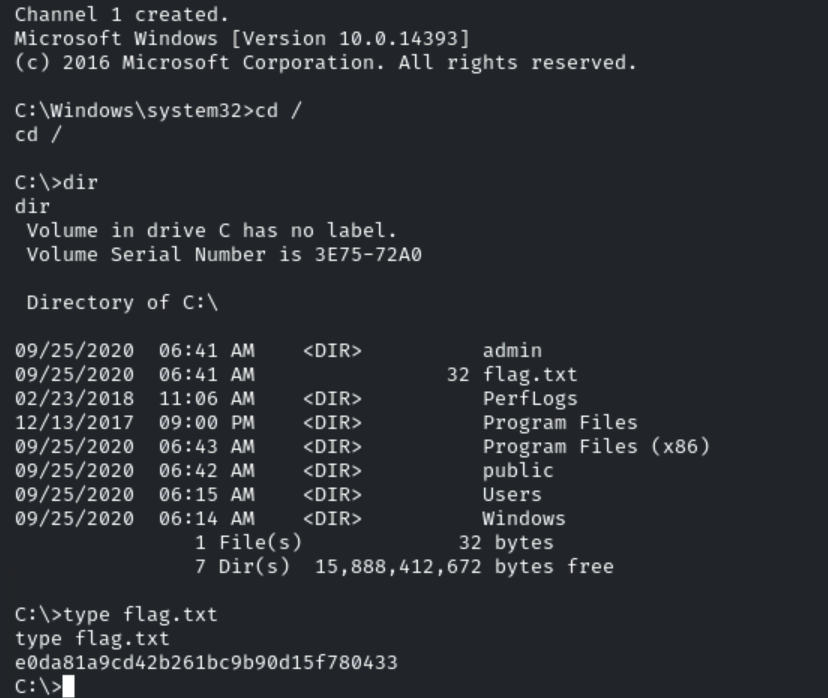 Channel 1 created.
Microsoft Windows [Version 10.0.14393]
(c) 2016 Microsoft Corporation. All rights reserved.
C:\Windows\system32>cd /
cd /
C:\>dir
dir
 Volume in drive C has no label.
 Volume Serial Number is 3E75-72A0
 Directory of C:\
09/25/2020  06:41 AM    <DIR>          admin
09/25/2020  06:41 AM                32 flag.txt
02/23/2018  11:06 AM    <DIR>          PerfLogs
12/13/2017  09:00 PM    <DIR>          Program Files
09/25/2020  06:43 AM    <DIR>          Program Files (x86)
09/25/2020  06:42 AM    <DIR>          public
09/25/2020  06:15 AM    <DIR>          Users
09/25/2020  06:14 AM    <DIR>          Windows
               1 File(s)             32 bytes
               7 Dir(s)  15,888,412,672 bytes free
C:\>type flag.txt
type flag.txt
e0da81a9cd42b261bc9b90d15f780433
C:\>